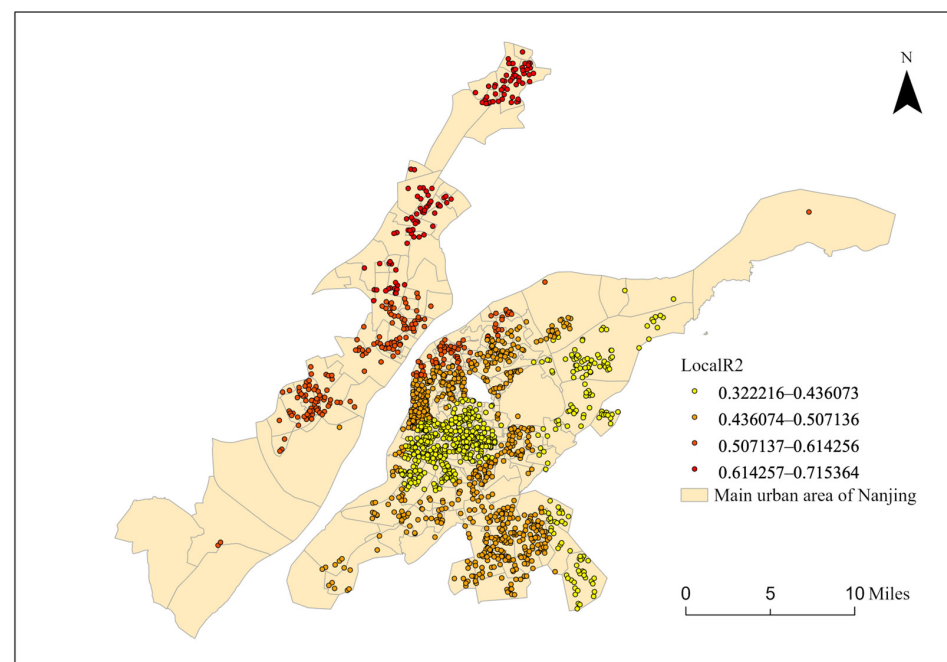 N
LocalR2
0.322216–0.436073
0.436074–0.507136
0.507137–0.614256
0.614257–0.715364
Main urban area of Nanjing
0 5 10 Miles